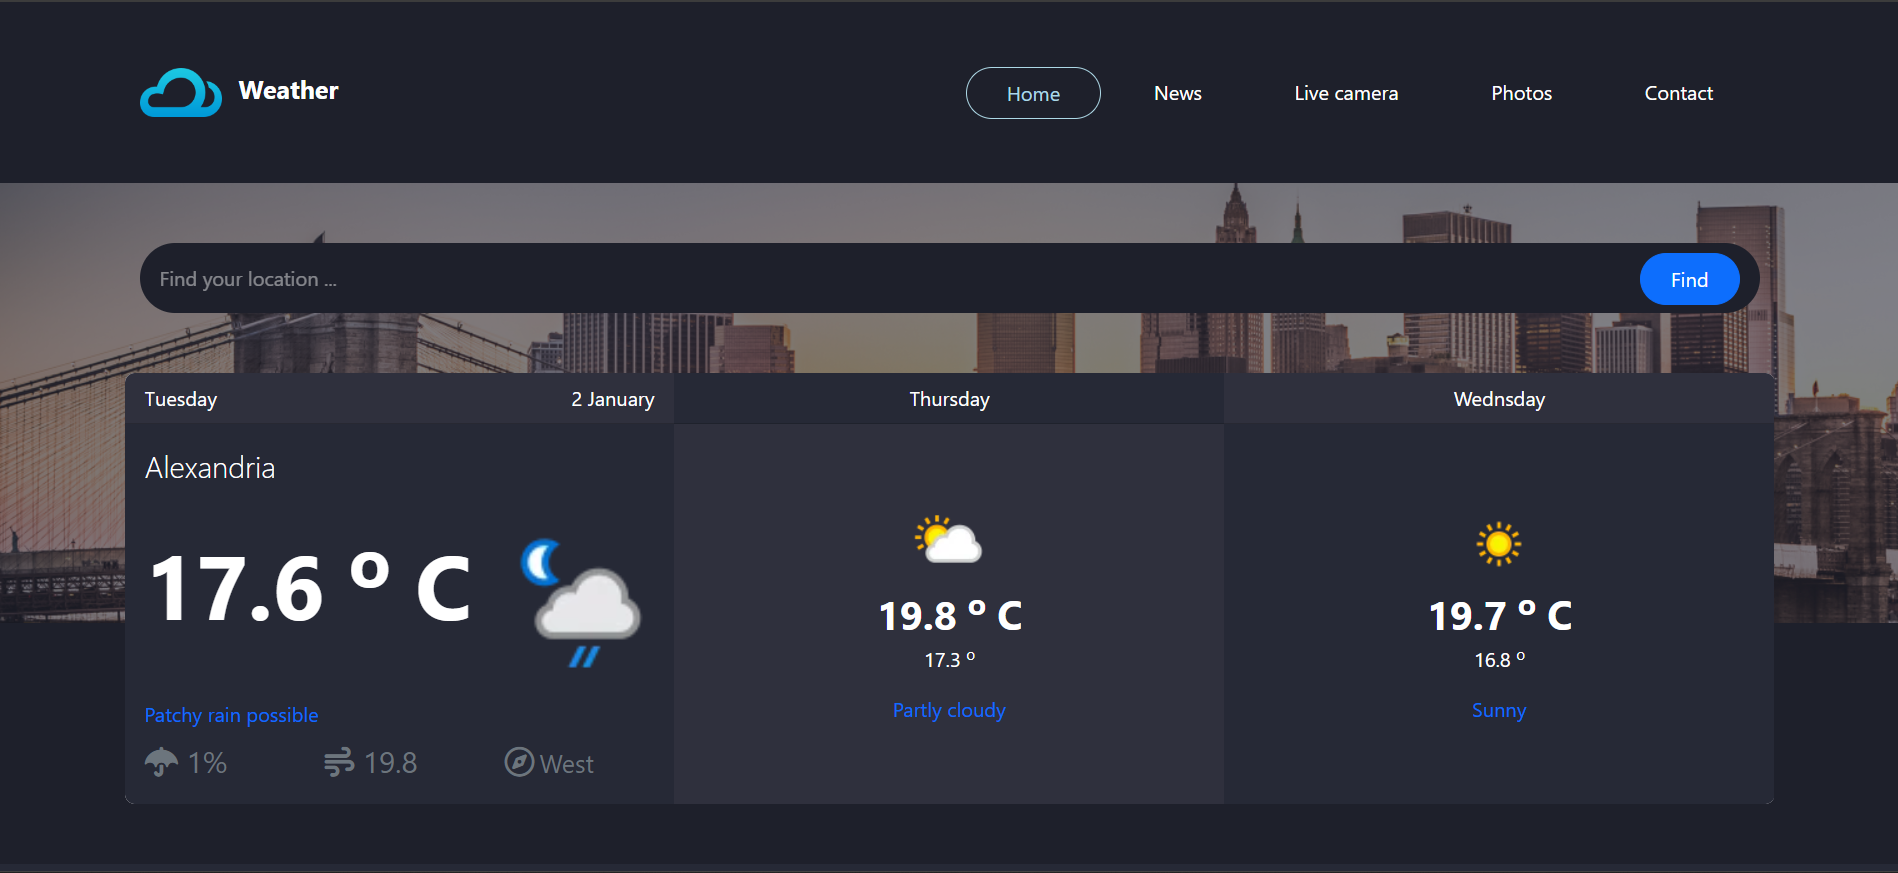 Weather
Home News Live camera Photos Contact
Find your location ...
Find
Tuesday 2 January
Thursday
Wednsday
Alexandria
17.6 º C
Patchy rain possible
1% 19.8 West
19.8 º C
17.3 º
Partly cloudy
19.7 º C
16.8 º
Sunny